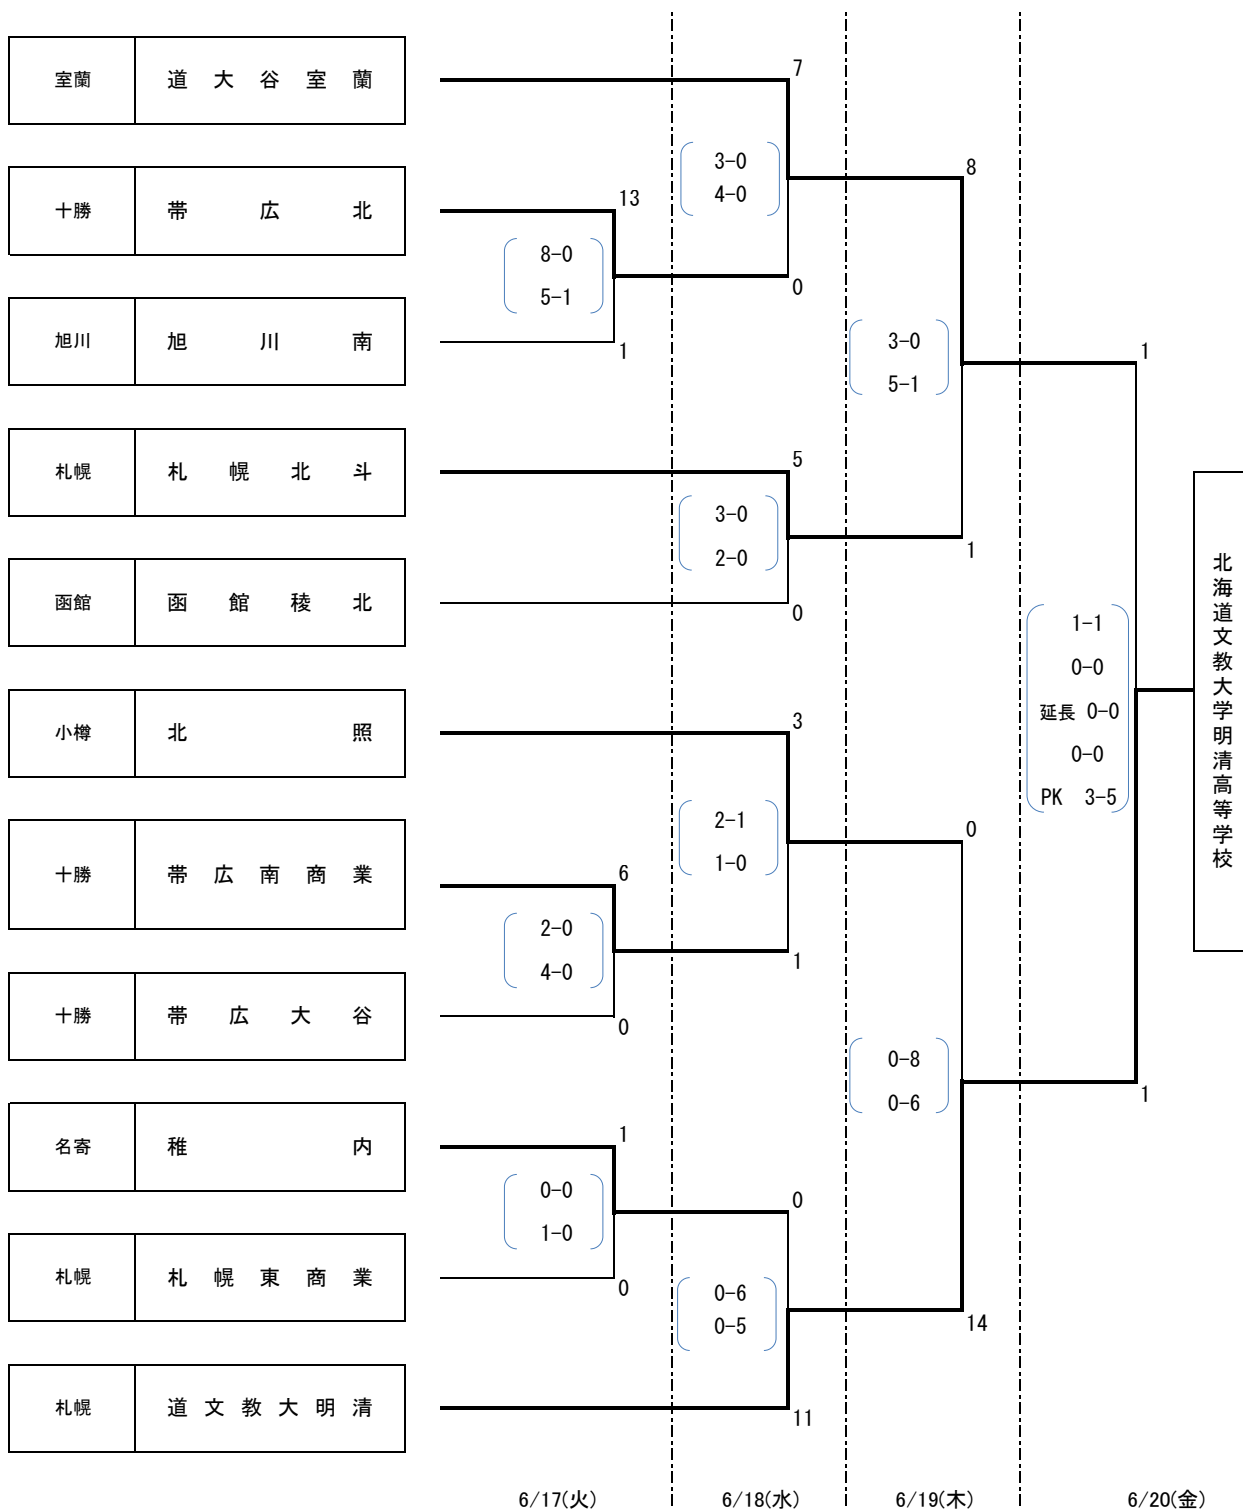 室蘭 道大谷室蘭
十勝 帯広北
旭川 旭川南
札幌 札幌北斗
函館 函館稜北
小樽 北照
十勝 帯広南商業
十勝 帯広大谷
名寄 稚内
札幌 札幌東商業
札幌 道文教大明清
13
8-0
5-1
1
6
2-0
4-0
0
1
0-0
1-0
0
7
3-0
4-0
0
5
3-0
2-0
0
3
2-1
1-0
1
0
0-6
0-5
11
8
3-0
5-1
1
0
0-8
0-6
14
1
1-1
0-0
延長 0-0
0-0
PK 3-5
1
北海道文教大学明清高等学校
6/17(火) 6/18(水) 6/19(木) 6/20(金)